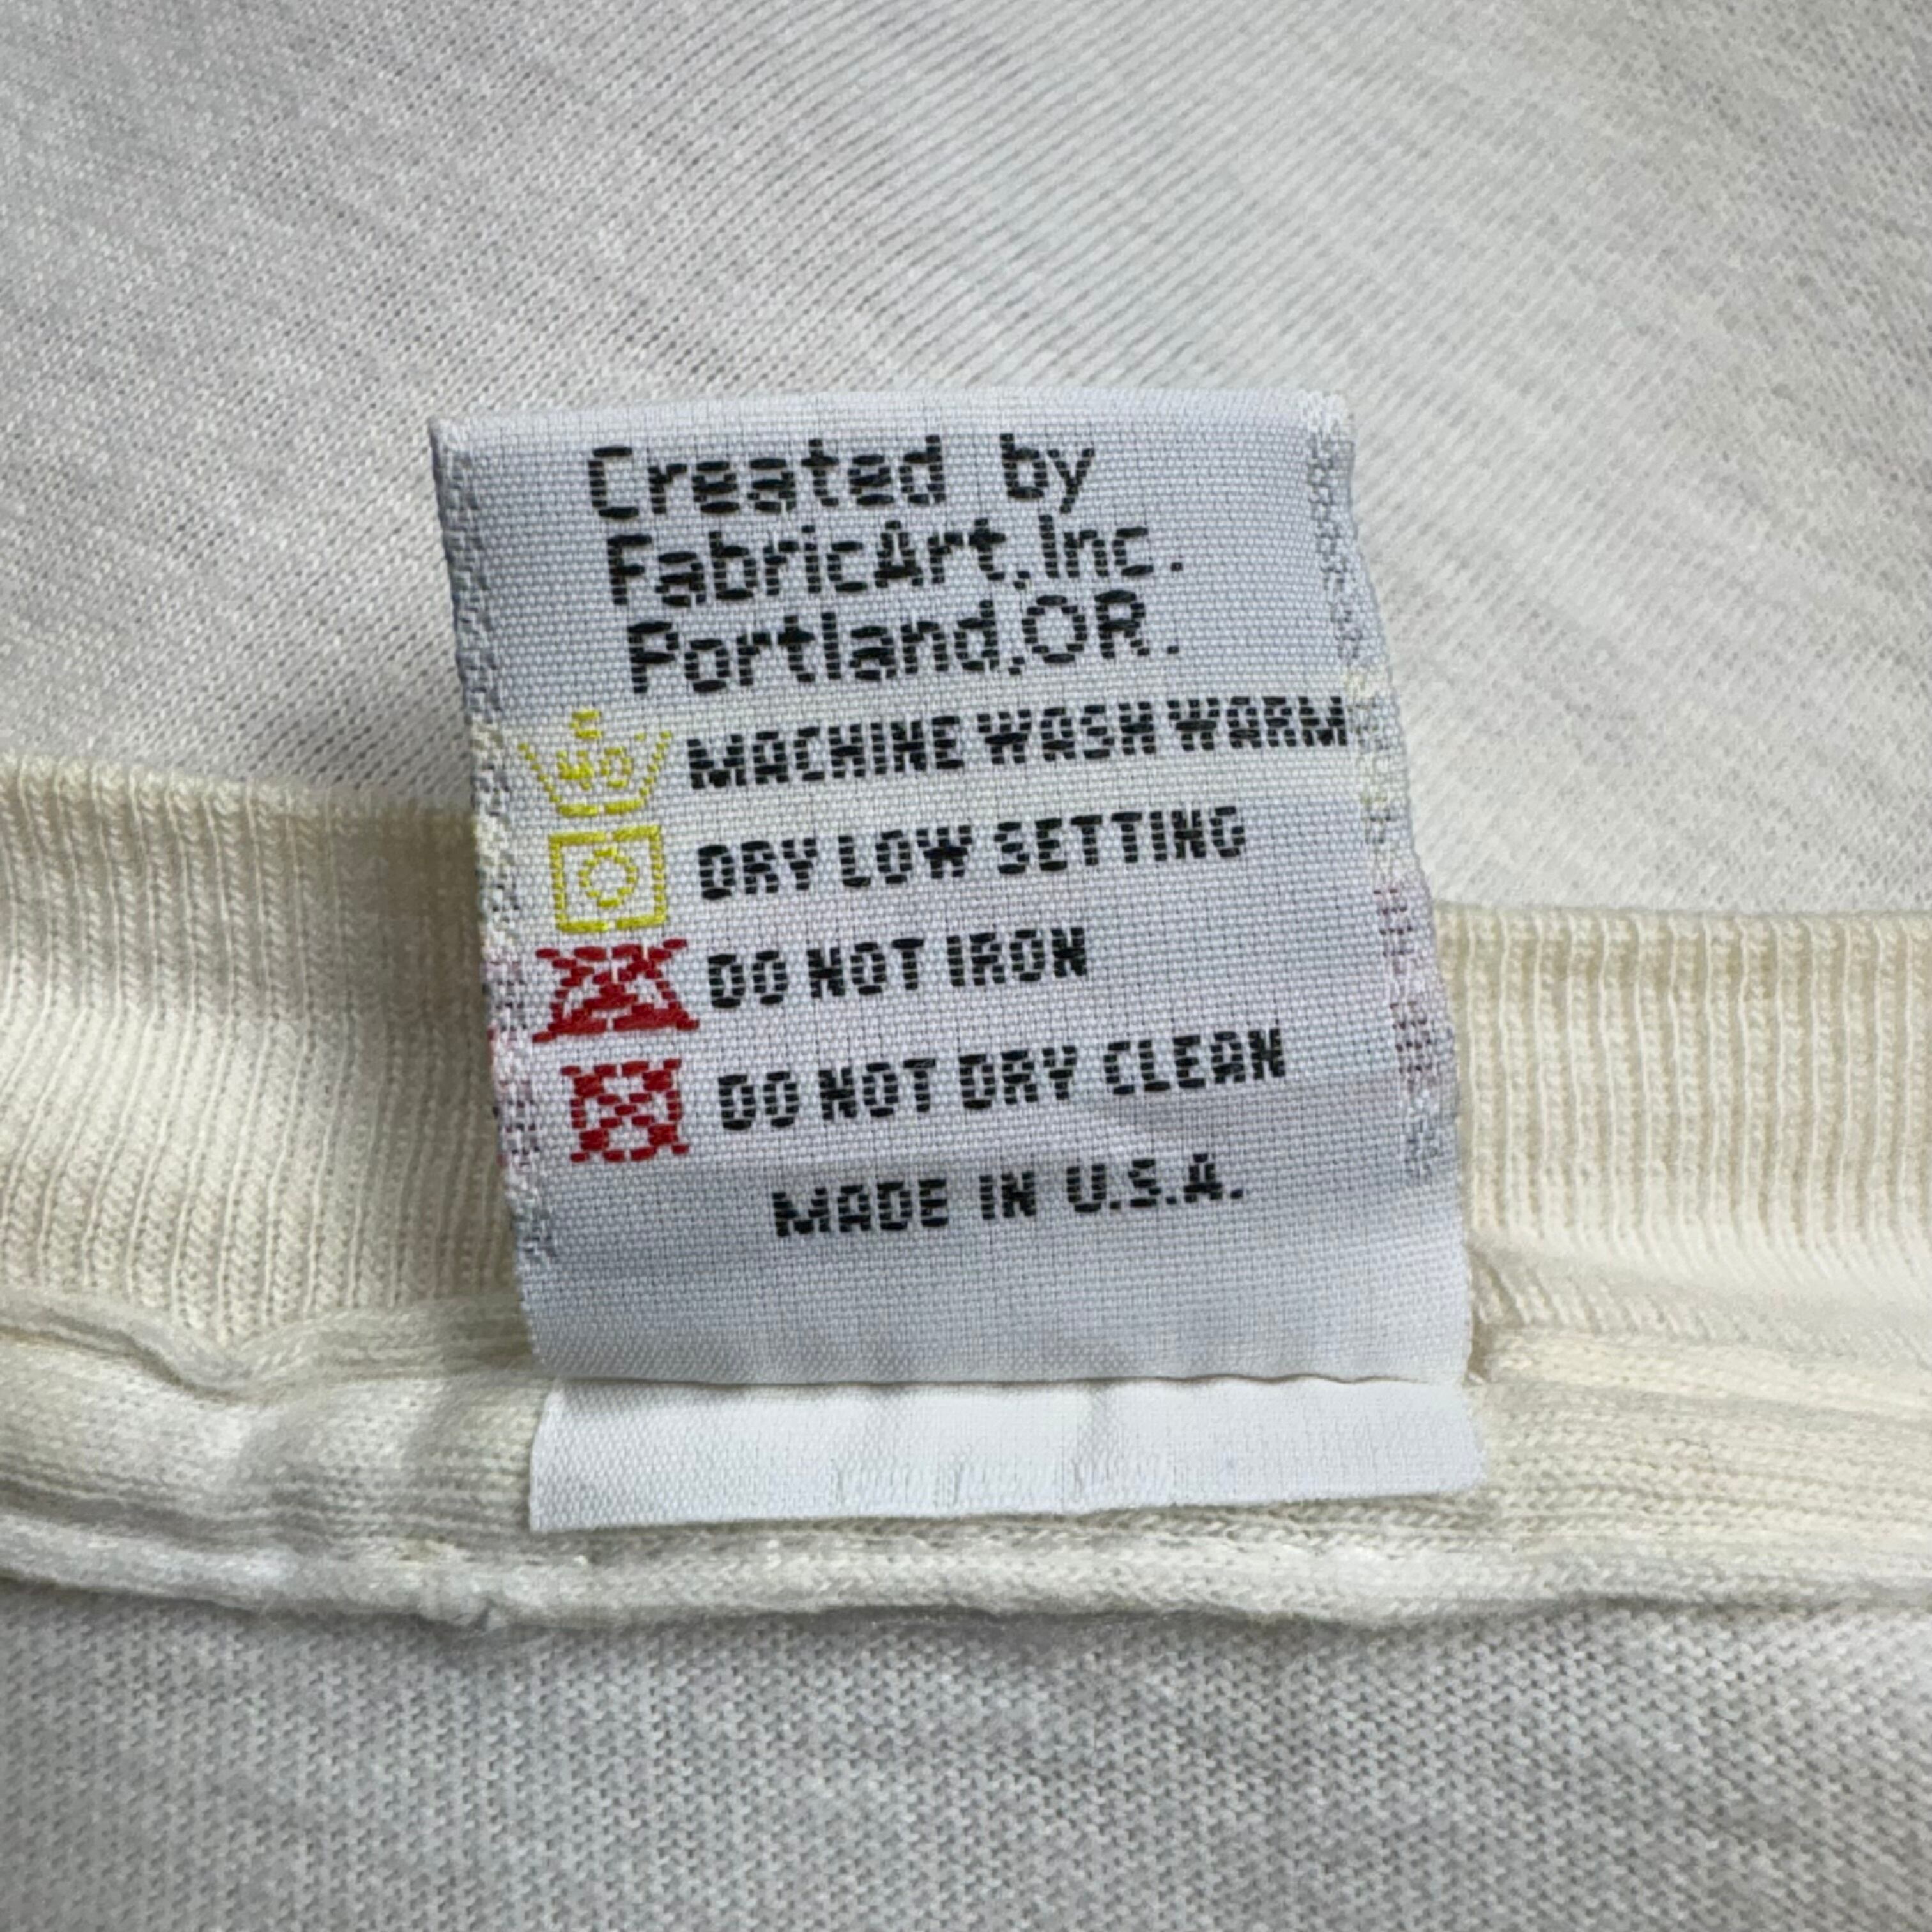 Created by
FabricArt,Inc.
Portland,OR.
40° MACHINE WASH WARM
DRY LOW SETTING
DO NOT IRON
DO NOT DRY CLEAN
MADE IN U.S.A.